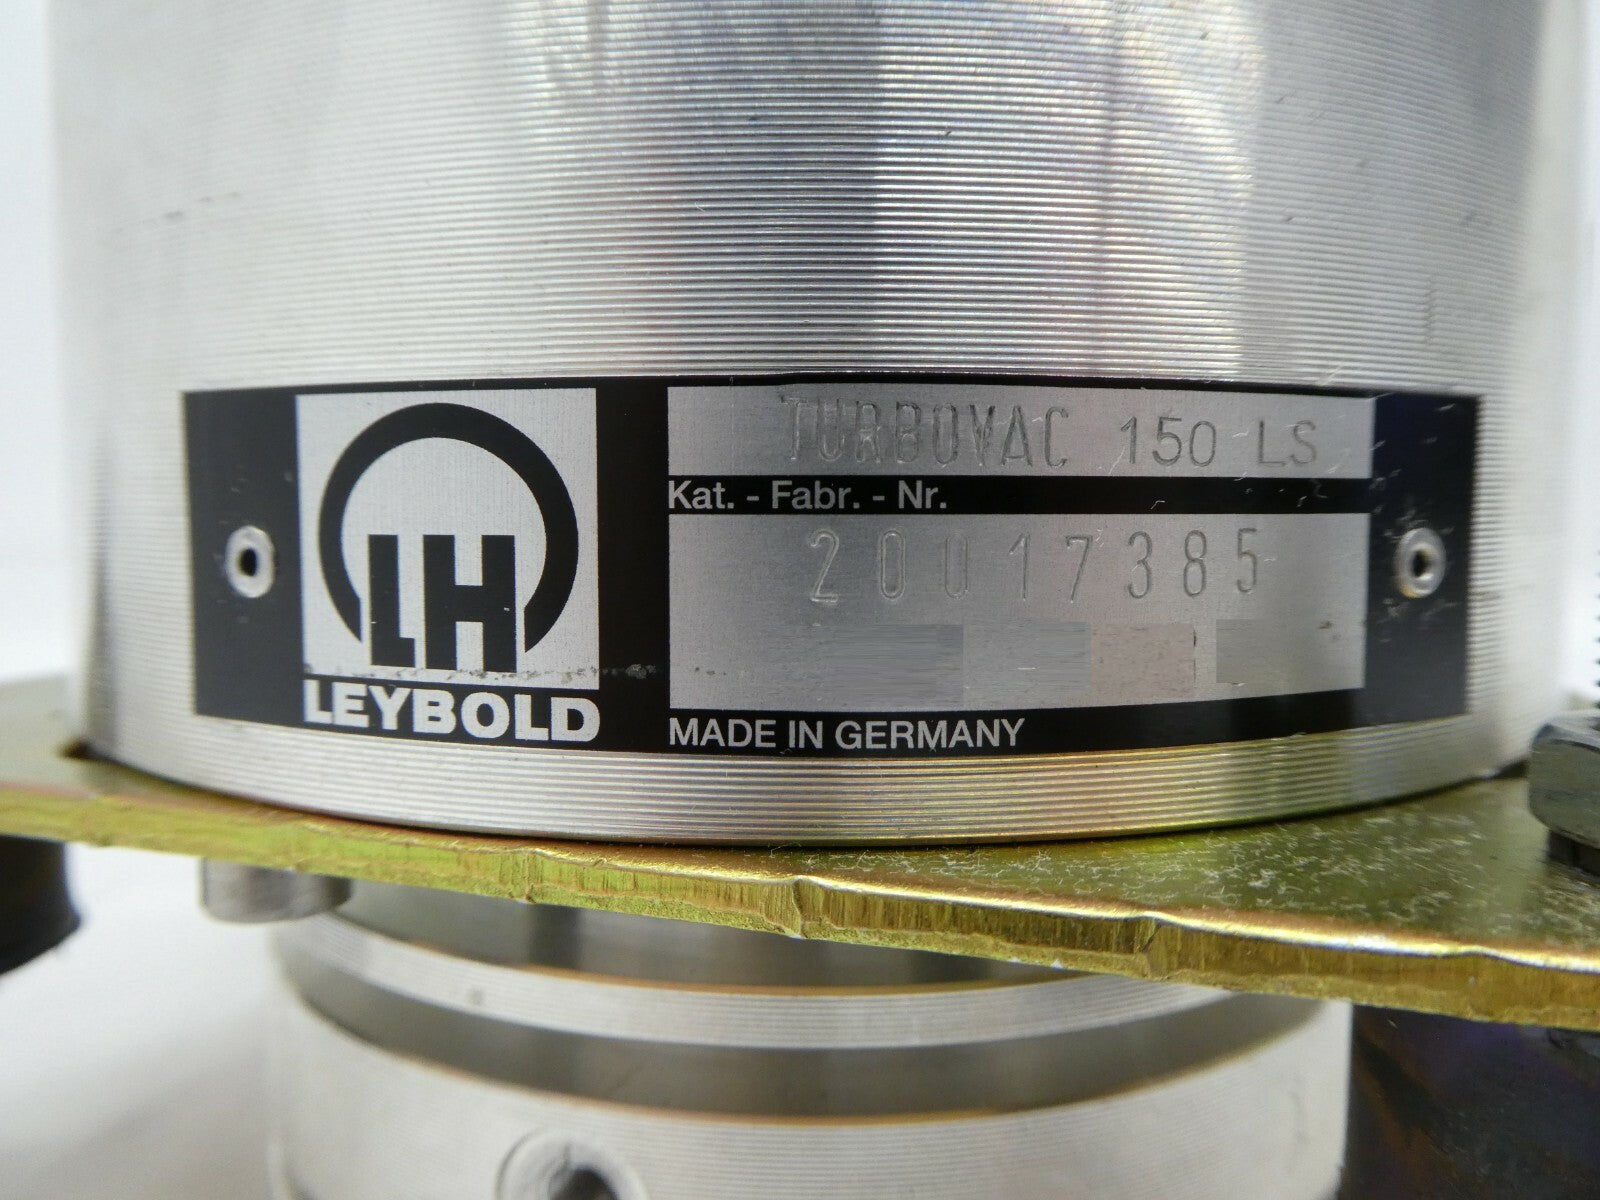 TURBOVAC 150 LS
Kat. - Fabr. - Nr.
20017385
LH
LEYBOLD
MADE IN GERMANY